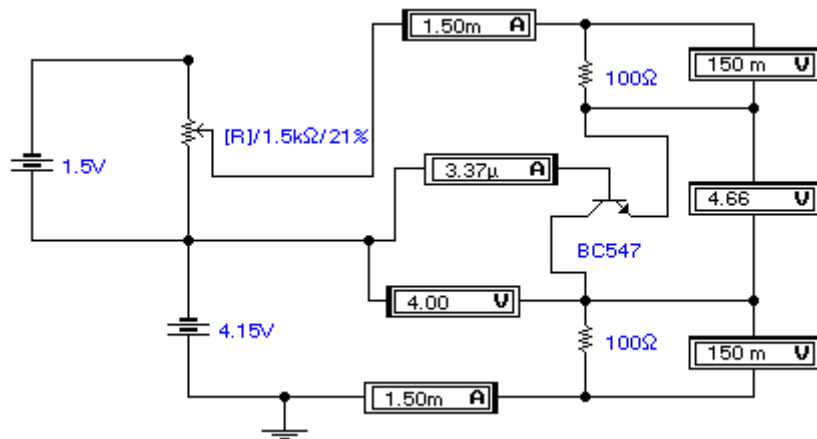 1.50m A
150 m V
100Ω
[R]/1.5kΩ/21%
1.5V
3.37μ A
4.66 V
BC547
4.00 V
4.15V
100Ω
150 m V
1.50m A